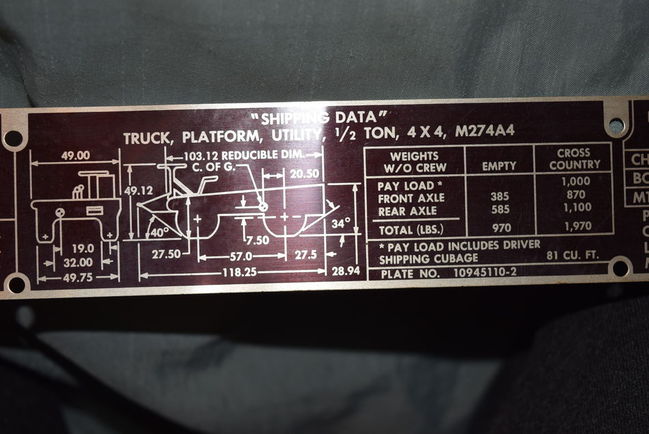 "SHIPPING DATA"
TRUCK, PLATFORM, UTILITY, 1/2 TON, 4 X 4, M274A4
49.00
103.12 REDUCIBLE DIM.
C. OF G.
20.50
49.12
40°
34°
19.0
32.00
49.75
27.50
57.0
7.50
27.5
118.25
28.94
WEIGHTS W/O CREW EMPTY CROSS COUNTRY
PAY LOAD * 1,000
FRONT AXLE 385 870
REAR AXLE 585 1,100
TOTAL (LBS.) 970 1,970
* PAY LOAD INCLUDES DRIVER
SHIPPING CUBAGE 81 CU. FT.
PLATE NO. 10945110-2
CH
BO
MT